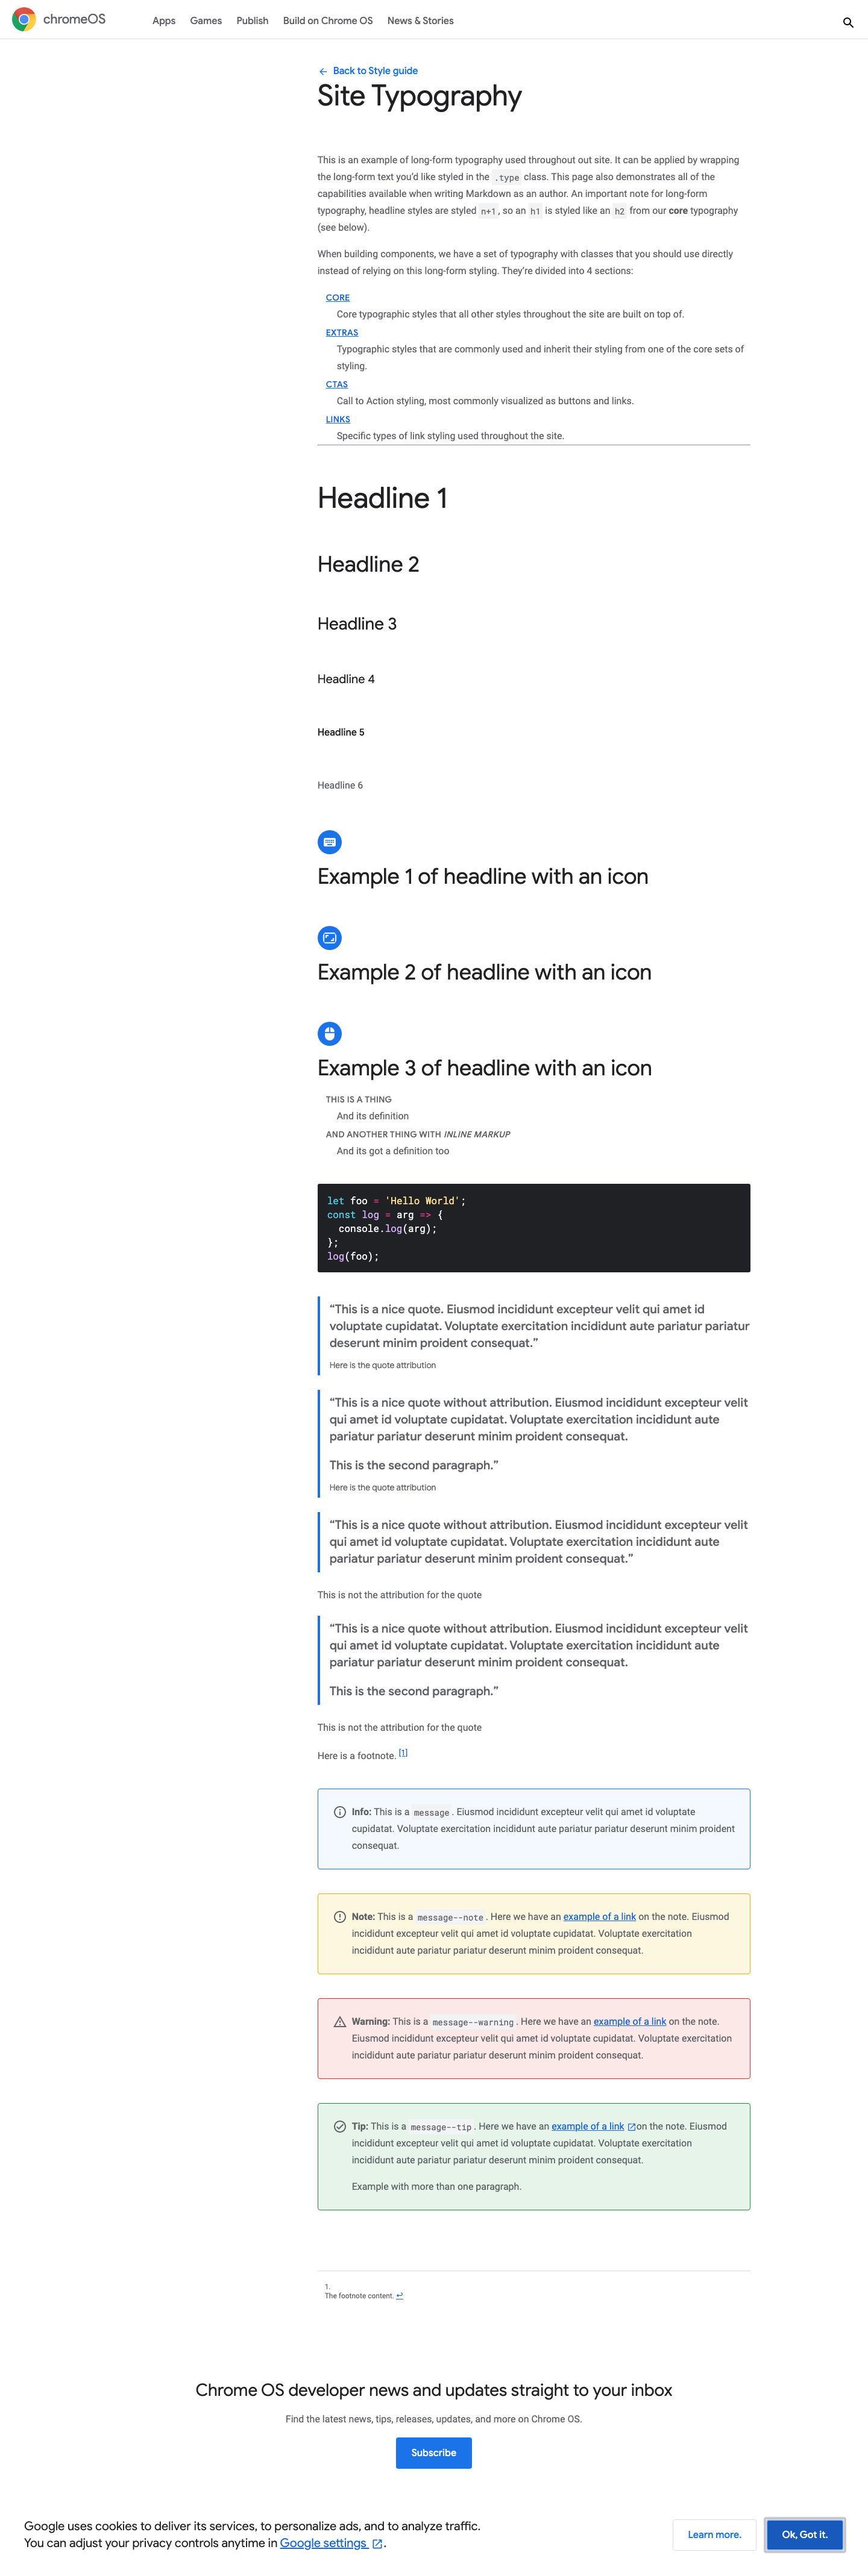 chromeOS Apps Games Publish Build on Chrome OS News & Stories
Back to Style guide
Site Typography
This is an example of long-form typography used throughout out site. It can be applied by wrapping
the long-form text you'd like styled in the .type class. This page also demonstrates all of the
capabilities available when writing Markdown as an author. An important note for long-form
typography, headline styles are styled n+1, so an h1 is styled like an h2 from our core typography
(see below).
When building components, we have a set of typography with classes that you should use directly
instead of relying on this long-form styling. They're divided into 4 sections:
CORE
Core typographic styles that all other styles throughout the site are built on top of.
EXTRAS
Typographic styles that are commonly used and inherit their styling from one of the core sets of
styling.
CTAS
Call to Action styling, most commonly visualized as buttons and links.
LINKS
Specific types of link styling used throughout the site.
Headline 1
Headline 2
Headline 3
Headline 4
Headline 5
Headline 6
Example 1 of headline with an icon
Example 2 of headline with an icon
Example 3 of headline with an icon
THIS IS A THING
And its definition
AND ANOTHER THING WITH INLINE MARKUP
And its got a definition too
let foo = 'Hello World';
const log = arg => {
  console.log(arg);
};
log(foo);
“This is a nice quote. Eiusmod incididunt excepteur velit qui amet id
voluptate cupidatat. Voluptate exercitation incididunt aute pariatur pariatur
deserunt minim proident consequat.”
Here is the quote attribution
“This is a nice quote without attribution. Eiusmod incididunt excepteur velit
qui amet id voluptate cupidatat. Voluptate exercitation incididunt aute
pariatur pariatur deserunt minim proident consequat.
This is the second paragraph.”
Here is the quote attribution
“This is a nice quote without attribution. Eiusmod incididunt excepteur velit
qui amet id voluptate cupidatat. Voluptate exercitation incididunt aute
pariatur pariatur deserunt minim proident consequat.”
This is not the attribution for the quote
“This is a nice quote without attribution. Eiusmod incididunt excepteur velit
qui amet id voluptate cupidatat. Voluptate exercitation incididunt aute
pariatur pariatur deserunt minim proident consequat.
This is the second paragraph.”
This is not the attribution for the quote
Here is a footnote. [1]
Info: This is a message. Eiusmod incididunt excepteur velit qui amet id voluptate
cupidatat. Voluptate exercitation incididunt aute pariatur pariatur deserunt minim proident
consequat.
Note: This is a message--note. Here we have an example of a link on the note. Eiusmod
incididunt excepteur velit qui amet id voluptate cupidatat. Voluptate exercitation
incididunt aute pariatur pariatur deserunt minim proident consequat.
Warning: This is a message--warning. Here we have an example of a link on the note.
Eiusmod incididunt excepteur velit qui amet id voluptate cupidatat. Voluptate exercitation
incididunt aute pariatur pariatur deserunt minim proident consequat.
Tip: This is a message--tip. Here we have an example of a link on the note. Eiusmod
incididunt excepteur velit qui amet id voluptate cupidatat. Voluptate exercitation
incididunt aute pariatur pariatur deserunt minim proident consequat.
Example with more than one paragraph.
1.
The footnote content. ↩
Chrome OS developer news and updates straight to your inbox
Find the latest news, tips, releases, updates, and more on Chrome OS.
Subscribe
Google uses cookies to deliver its services, to personalize ads, and to analyze traffic.
You can adjust your privacy controls anytime in Google settings.
Learn more. Ok, Got it.